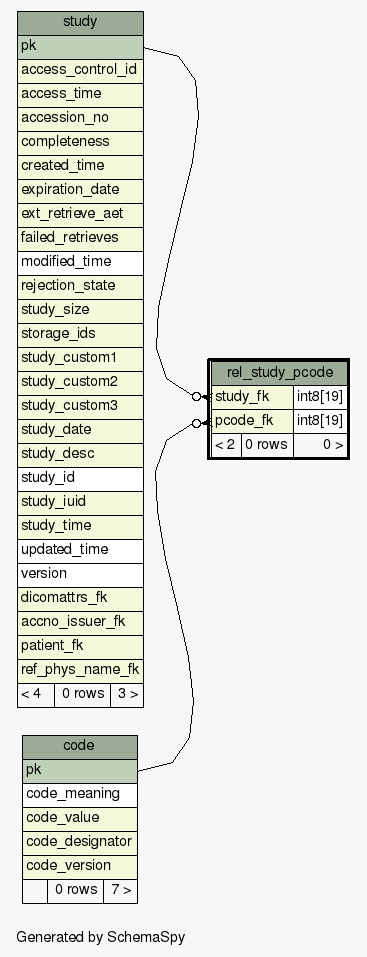 study
pk
access_control_id
access_time
accession_no
completeness
created_time
expiration_date
ext_retrieve_aet
failed_retrieves
modified_time
rejection_state
study_size
storage_ids
study_custom1
study_custom2
study_custom3
study_date
study_desc
study_id
study_iuid
study_time
updated_time
version
dicomattrs_fk
accno_issuer_fk
patient_fk
ref_phys_name_fk
< 4 0 rows 3 >
rel_study_pcode
study_fk int8[19]
pcode_fk int8[19]
< 2 0 rows 0 >
code
pk
code_meaning
code_value
code_designator
code_version
0 rows 7 >
Generated by SchemaSpy